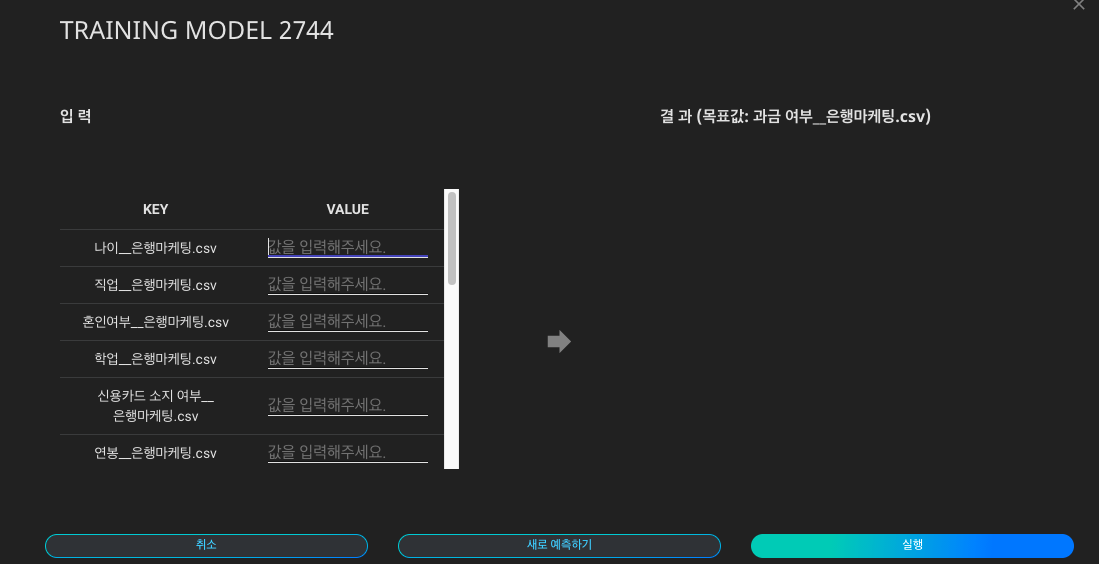 TRAINING MODEL 2744
입 력
결 과 (목표값: 과금 여부__은행마케팅.csv)
KEY VALUE
나이__은행마케팅.csv 값을 입력해주세요.
직업__은행마케팅.csv 값을 입력해주세요.
혼인여부__은행마케팅.csv 값을 입력해주세요.
학업__은행마케팅.csv 값을 입력해주세요.
신용카드 소지 여부__
은행마케팅.csv 값을 입력해주세요.
연봉__은행마케팅.csv 값을 입력해주세요.
취소 새로 예측하기 실행